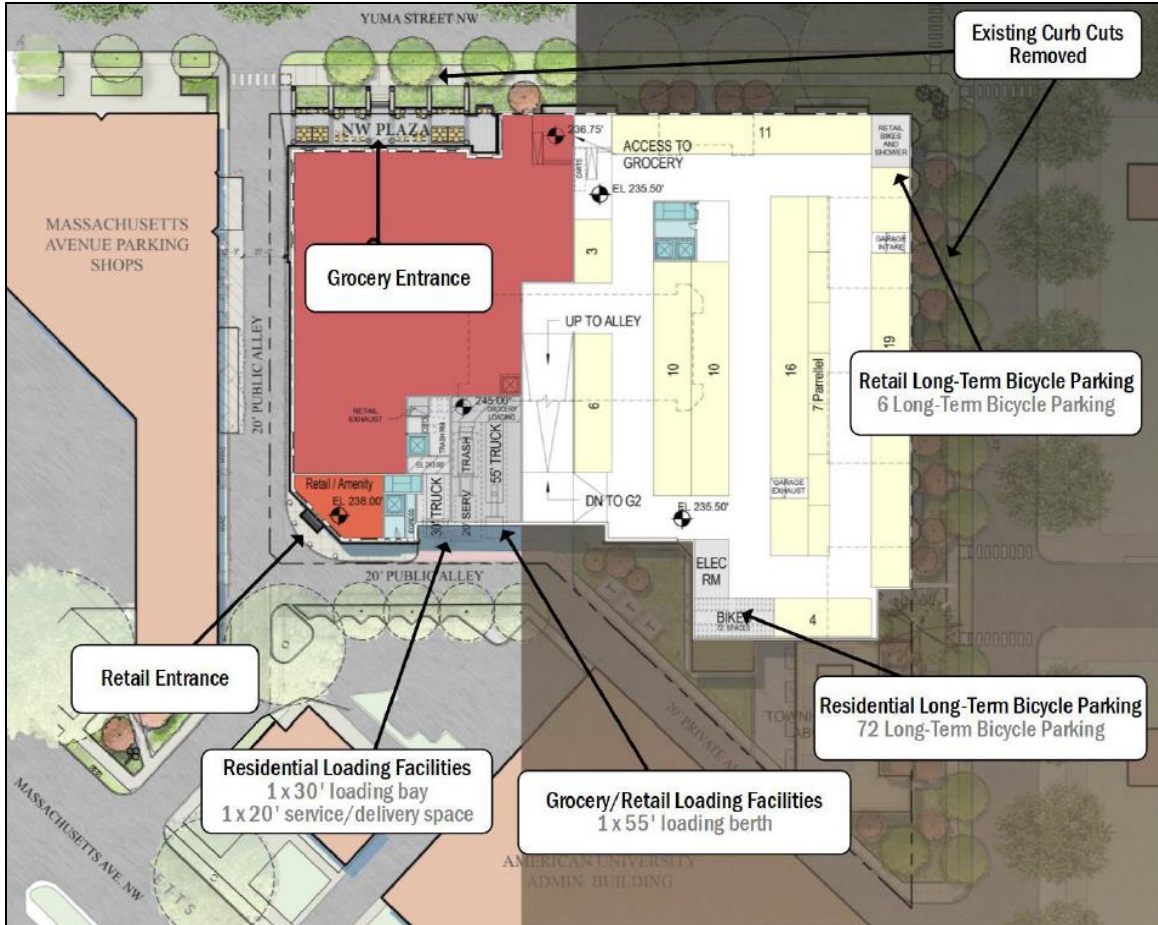 YUMA STREET NW
Existing Curb Cuts
Removed
NW PLAZA
236.75'
11
RETAIL
BIKES
AND
SHOWER
ACCESS TO
GROCERY
CARTS
EL 235.50'
MASSACHUSETTS
AVENUE PARKING
SHOPS
3
GARAGE
INTAKE
Grocery Entrance
20' PUBLIC ALLEY
UP TO ALLEY
6
10
10
16
7 Parrellel
19
Retail Long-Term Bicycle Parking
6 Long-Term Bicycle Parking
RETAIL
EXHAUST
245.00'
GROCERY
LOADING
TRASH RM
TRASH
55' TRUCK
30' TRUCK
20' SERV
EGRESS
Retail / Amenity
EL 238.00'
DN TO G2
GARAGE
EXHAUST
EL 235.50'
20' PUBLIC ALLEY
ELEC
RM
BIKE
4
Retail Entrance
Residential Long-Term Bicycle Parking
72 Long-Term Bicycle Parking
20' PRIVATE
Residential Loading Facilities
1 x 30' loading bay
1 x 20' service/delivery space
Grocery/Retail Loading Facilities
1 x 55' loading berth
MASSACHUSETTS AVE. NW
ETTS
AMERICAN UNIVERSITY
ADMIN. BUILDING